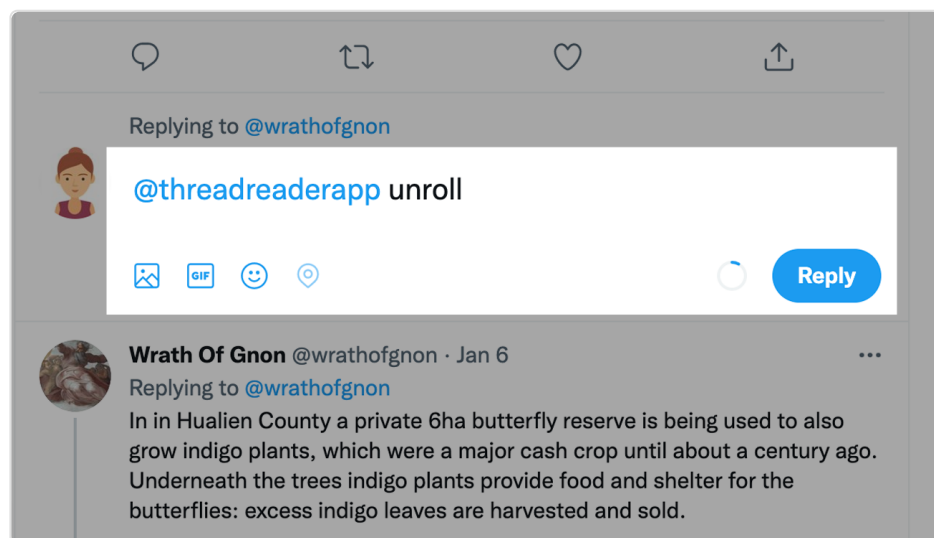 Replying to @wrathofgnon
@threadreaderapp unroll
GIF
Reply
Wrath Of Gnon @wrathofgnon · Jan 6
Replying to @wrathofgnon
In in Hualien County a private 6ha butterfly reserve is being used to also
grow indigo plants, which were a major cash crop until about a century ago.
Underneath the trees indigo plants provide food and shelter for the
butterflies: excess indigo leaves are harvested and sold.